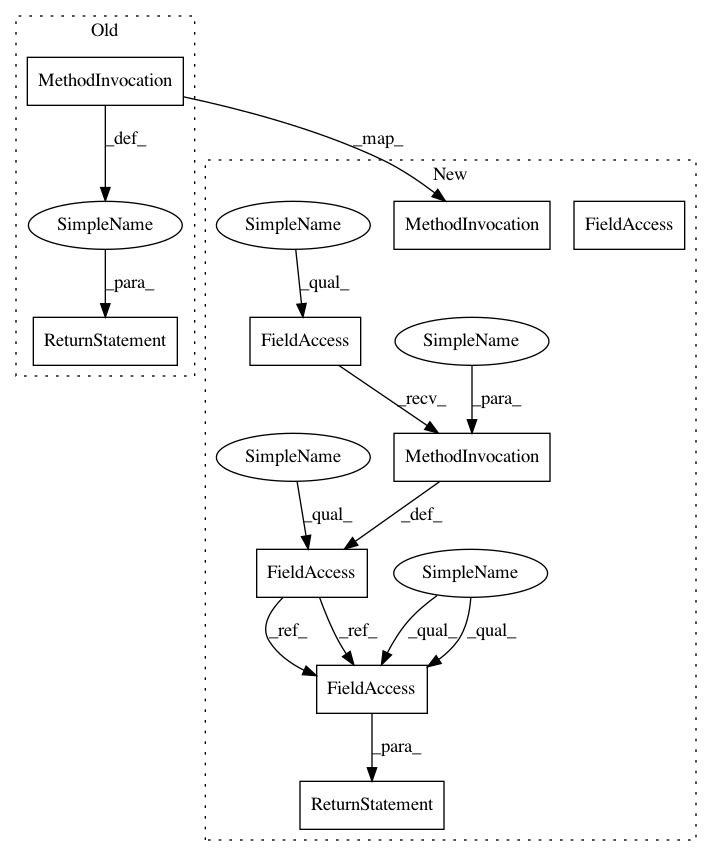 Old
MethodInvocation
_def_
_map_
New
SimpleName
SimpleName
MethodInvocation
FieldAccess
_para_
_qual_
ReturnStatement
FieldAccess
SimpleName
_recv_
_para_
SimpleName
MethodInvocation
_qual_
_def_
FieldAccess
SimpleName
_ref_
_ref_
_qual_
_qual_
FieldAccess
_para_
ReturnStatement